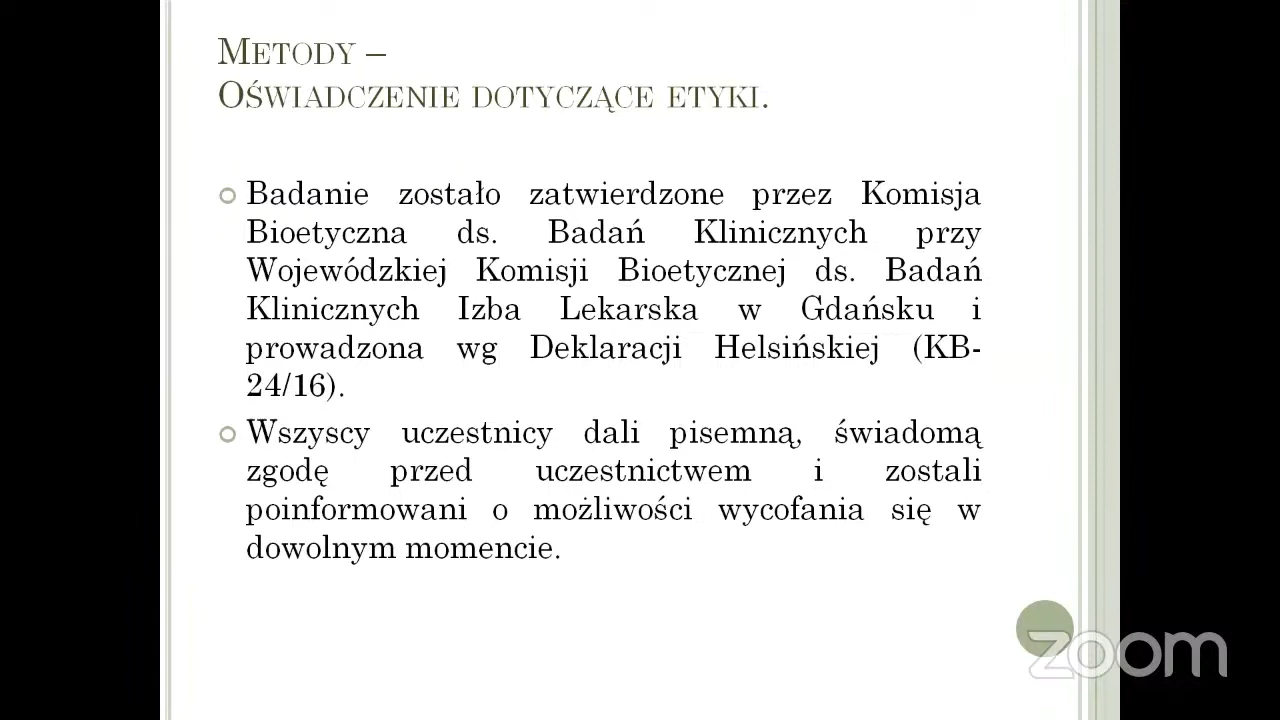 Metody –
Oświadczenie dotyczące etyki.
Badanie zostało zatwierdzone przez Komisja
Bioetyczna ds. Badań Klinicznych przy
Wojewódzkiej Komisji Bioetycznej ds. Badań
Klinicznych Izba Lekarska w Gdańsku i
prowadzona wg Deklaracji Helsińskiej (KB-
24/16).
Wszyscy uczestnicy dali pisemną, świadomą
zgodę przed uczestnictwem i zostali
poinformowani o możliwości wycofania się w
dowolnym momencie.
zoom